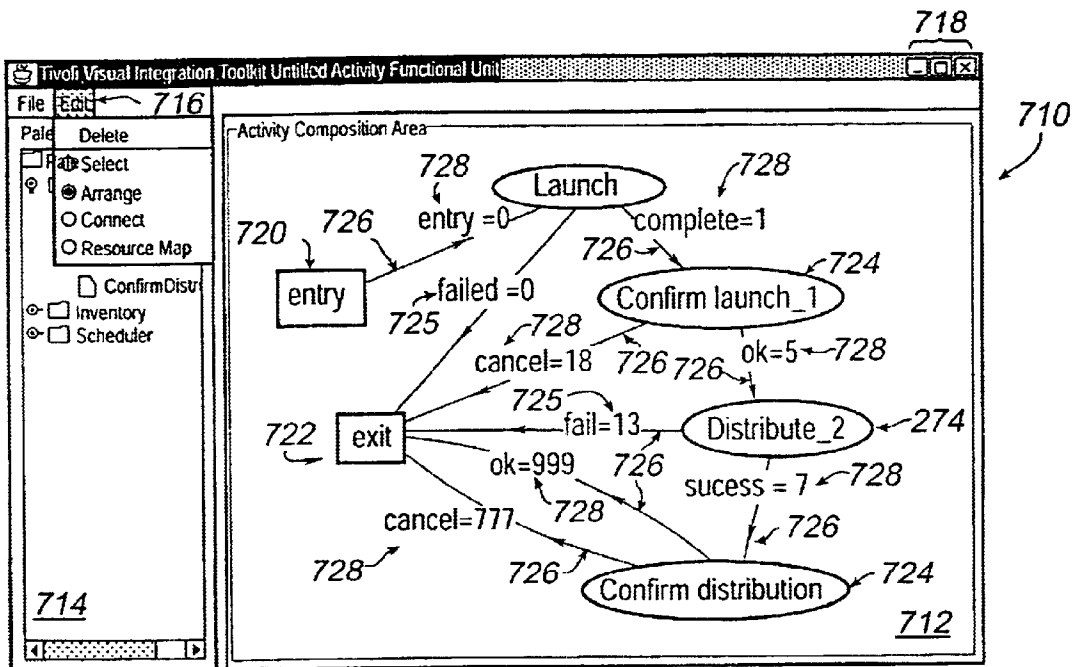 718
Tivoli Visual Integration Toolkit Untitled Activity Functional Unit
File Edit 716
710
Pale
Delete
Activity Composition Area
Select
Arrange
Connect
Resource Map
ConfirmDistr
Inventory
Scheduler
728
Launch
728
entry =0
complete=1
720
726
726
724
entry
failed =0
Confirm launch_1
725
728
cancel=18
726
ok=5
728
726
725
exit
fail=13
Distribute_2
274
722
ok=999
726
sucess = 7
728
728
cancel=777
726
728
726
Confirm distribution
724
714
712